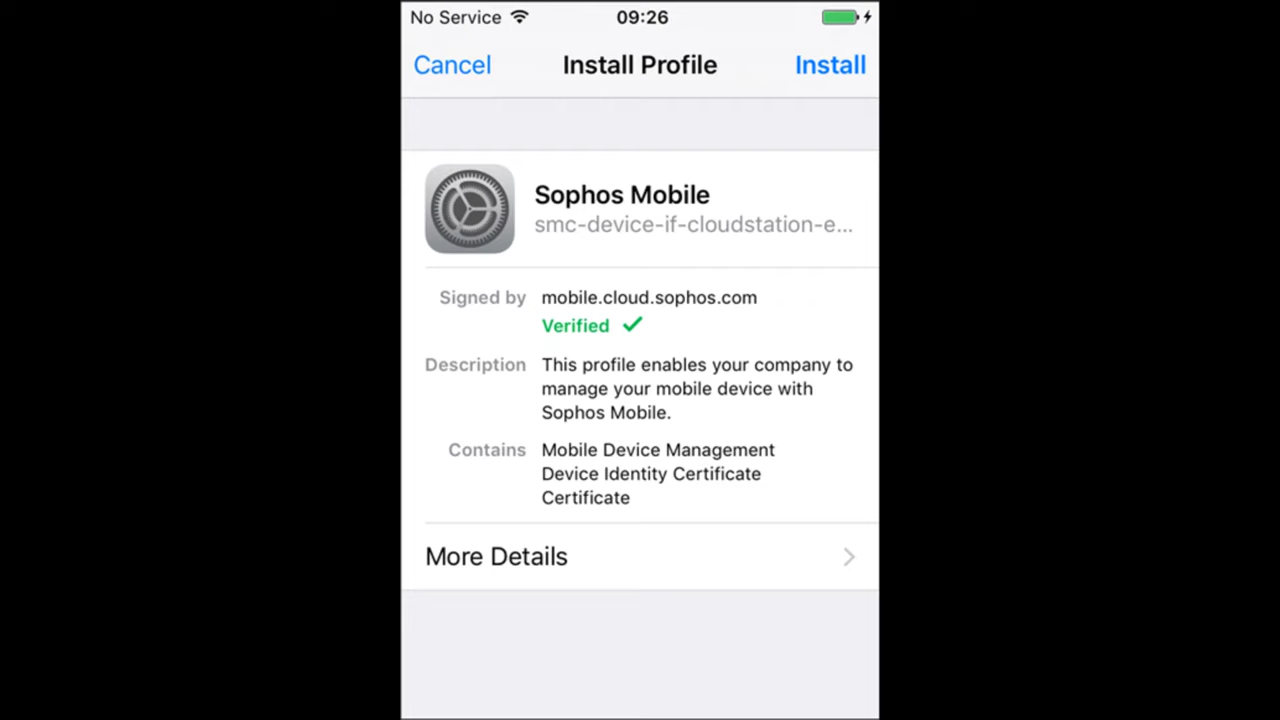 No Service 09:26
Cancel Install Profile Install
Sophos Mobile
smc-device-if-cloudstation-e...
Signed by mobile.cloud.sophos.com
Verified
Description This profile enables your company to
manage your mobile device with
Sophos Mobile.
Contains Mobile Device Management
Device Identity Certificate
Certificate
More Details